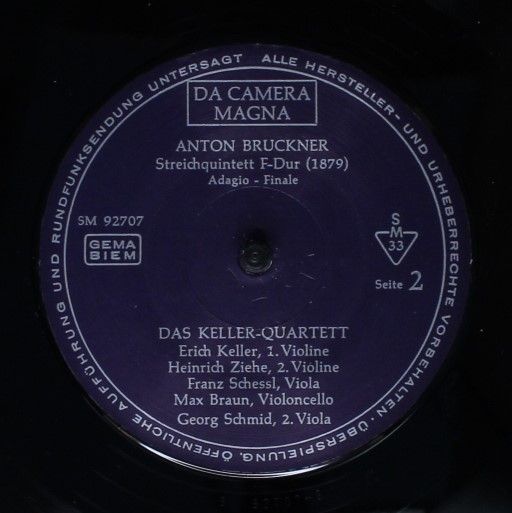 ALLE HERSTELLER- UND URHEBERRECHTE VORBEHALTEN · ÜBERSPIELUNG, ÖFFENTLICHE AUFFÜHRUNG UND RUNDFUNKSENDUNG UNTERSAGT
DA CAMERA
MAGNA
ANTON BRUCKNER
Streichquintett F-Dur (1879)
Adagio - Finale
SM 92707
GEMA
BIEM
S
M
33
Seite 2
DAS KELLER-QUARTETT
Erich Keller, 1. Violine
Heinrich Ziehe, 2. Violine
Franz Schessl, Viola
Max Braun, Violoncello
Georg Schmid, 2. Viola